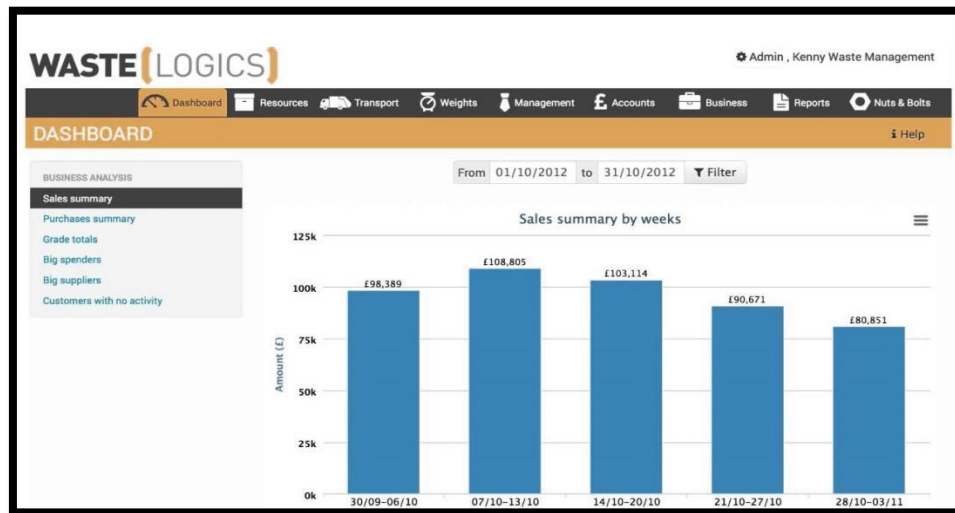 WASTE[LOGICS]
Admin , Kenny Waste Management
Dashboard Resources Transport Weights Management £ Accounts Business Reports Nuts & Bolts
DASHBOARD
i Help
BUSINESS ANALYSIS
Sales summary
Purchases summary
Grade totals
Big spenders
Big suppliers
Customers with no activity
From 01/10/2012 to 31/10/2012 Filter
Sales summary by weeks
Amount (£)
125k
100k
75k
50k
25k
0k
£98,389
£108,805
£103,114
£90,671
£80,851
30/09-06/10
07/10-13/10
14/10-20/10
21/10-27/10
28/10-03/11